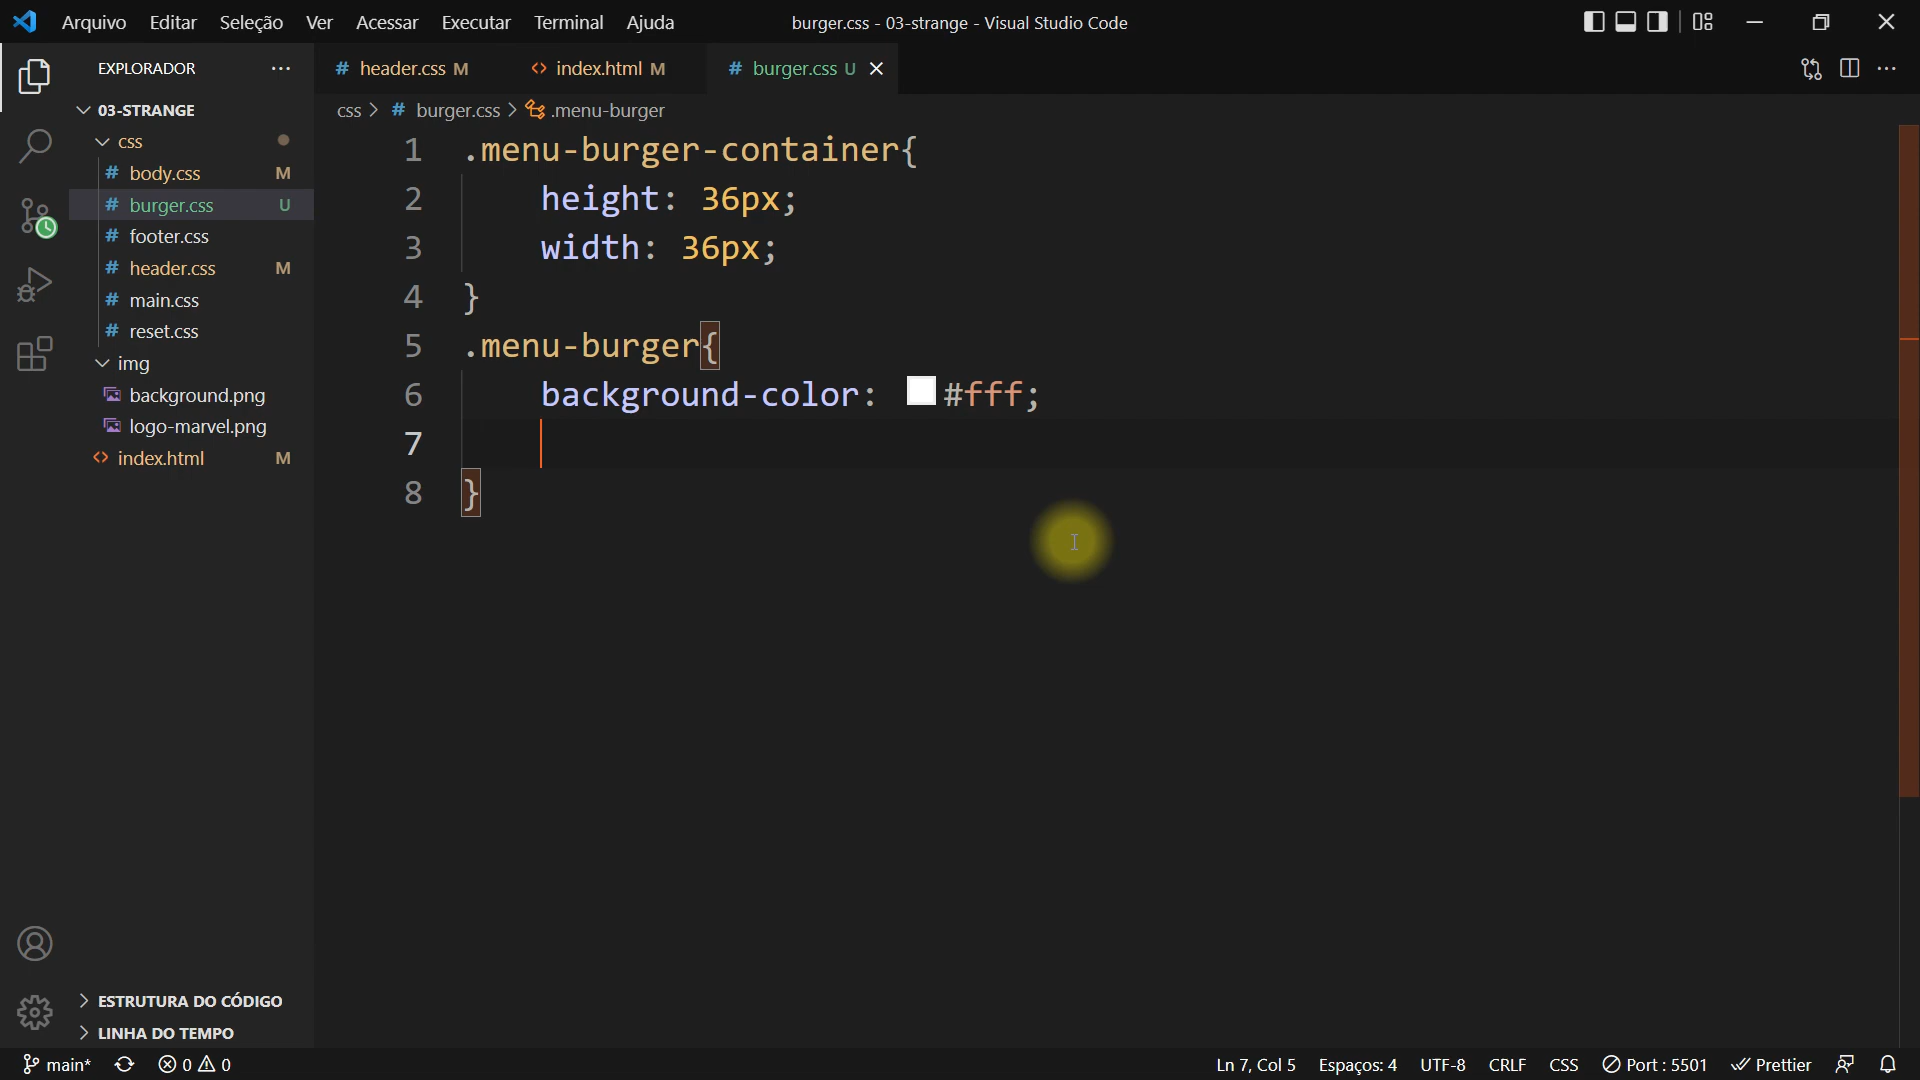 Arquivo Editar Seleção Ver Acessar Executar Terminal Ajuda burger.css - 03-strange - Visual Studio Code
EXPLORADOR ... # header.css M <> index.html M # burger.css U
03-STRANGE
css > # burger.css > .menu-burger
css
# body.css M
# burger.css U
# footer.css
# header.css M
# main.css
# reset.css
img
background.png
logo-marvel.png
<> index.html M
1 .menu-burger-container{
2 height: 36px;
3 width: 36px;
4 }
5 .menu-burger{
6 background-color: #fff;
7
8 }
ESTRUTURA DO CÓDIGO
LINHA DO TEMPO
main* 0 0 Ln 7, Col 5 Espaços: 4 UTF-8 CRLF CSS Port : 5501 Prettier